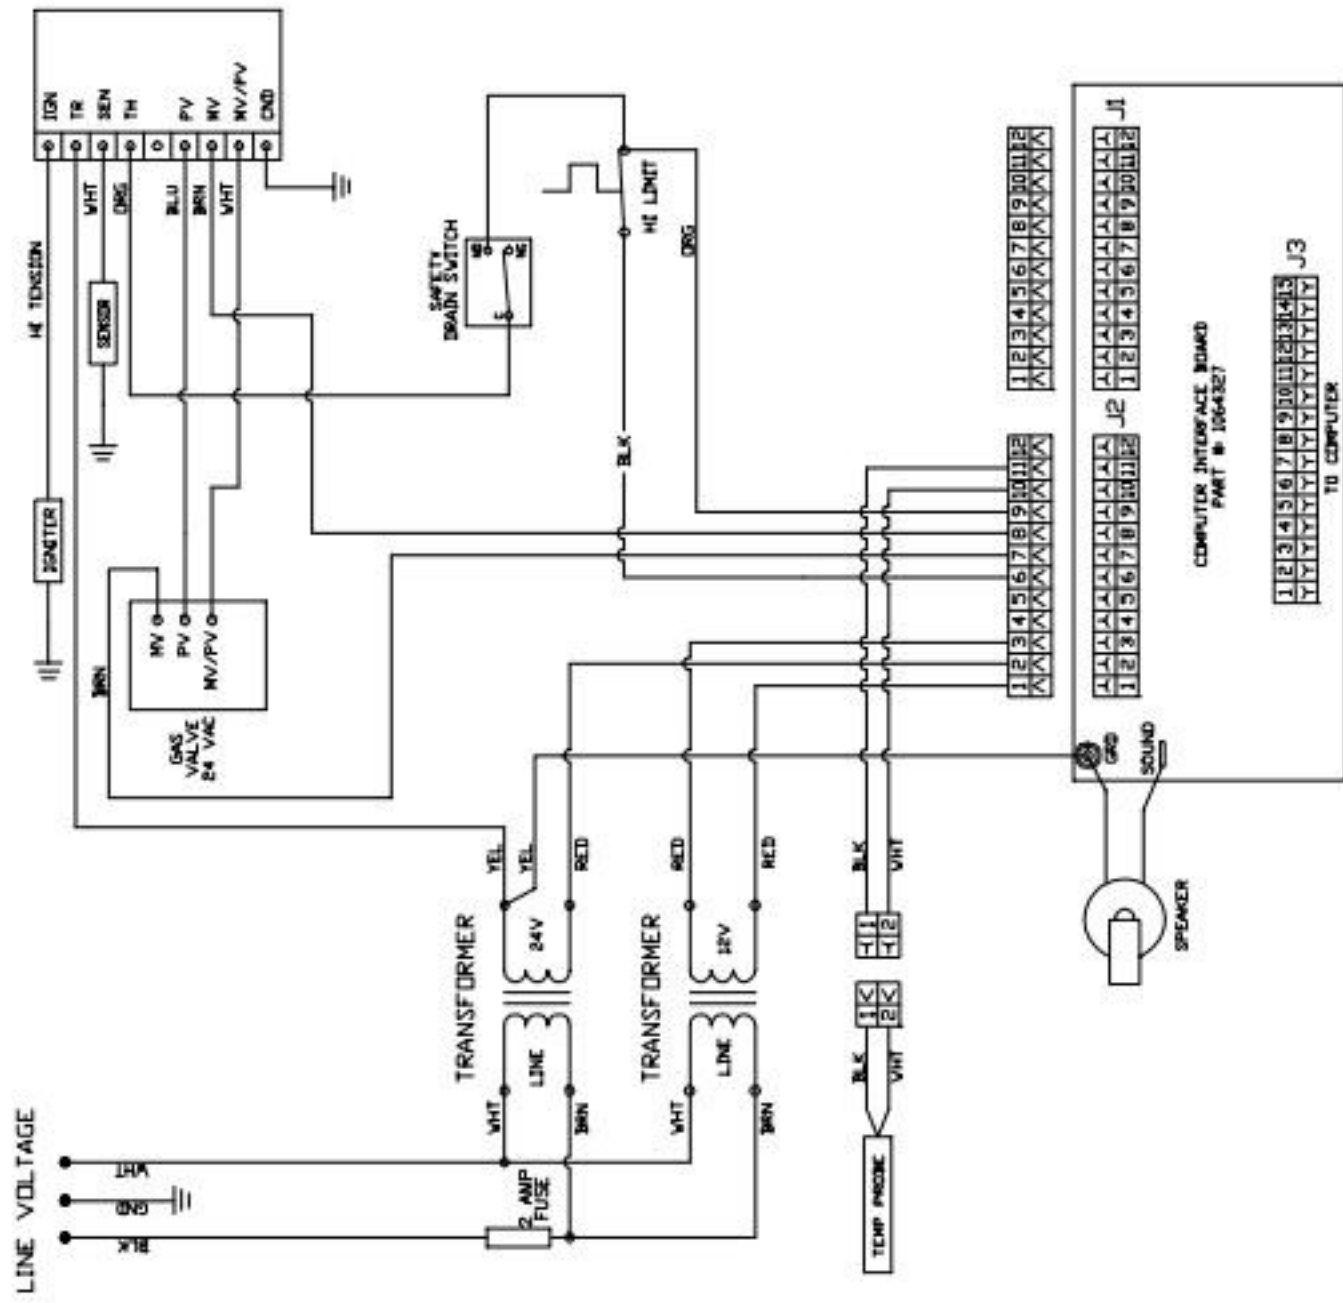 IGN
TR
SEN
TH
PV
MV
MV/PV
GND
HI TENSION
WHT
ORG
BLU
BRN
WHT
SENSOR
IGNITER
SAFETY
DRAIN SWITCH
NO
NC
HI LIMIT
ORG
BLK
BRN
MV
PV
MV/PV
GAS
VALVE
24 VAC
1 2 3 4 5 6 7 8 9 10 11 12
1 2 3 4 5 6 7 8 9 10 11 12
J1
1 2 3 4 5 6 7 8 9 10 11 12
1 2 3 4 5 6 7 8 9 10 11 12
J2
COMPUTER INTERFACE BOARD
PART #: 1064327
1 2 3 4 5 6 7 8 9 10 11 12 13 14 15
J3
TO COMPUTER
GRD
SOUND
SPEAKER
YEL
YEL
RED
RED
RED
BLK
WHT
TRANSFORMER
24V
LINE
TRANSFORMER
12V
LINE
1
2
1
2
WHT
BRN
WHT
BRN
BLK
WHT
TEMP PROBE
2 AMP
FUSE
LINE VOLTAGE
WHT
GND
BLK